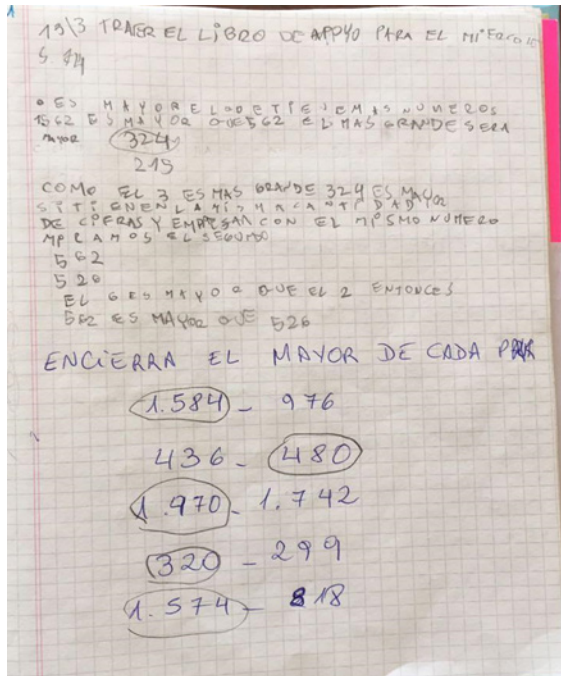 19/3 TRAER EL LIBRO DE APOYO PARA EL MIERCOLES
• ES MAYOR EL QE TIENE MAS NUMEROS
1562 ES MAYOR QUE 562 EL MAS GRANDE SERA
mayor 324
215
COMO EL 3 ES MAS GRANDE 324 ES MAYOR
SI TIENEN LA MISMA CANTIDAD
DE CIFRAS Y EMPIESAN CON EL MISMO NUMERO
MIRAMOS EL SEGUNDO
562
526
EL 6 ES MAYOR QUE EL 2 ENTONCES
562 ES MAYOR QUE 526
ENCIERRA EL MAYOR DE CADA PAR
1.584 - 976
436 - 480
1.970 - 1.742
320 - 299
1.574 - 818